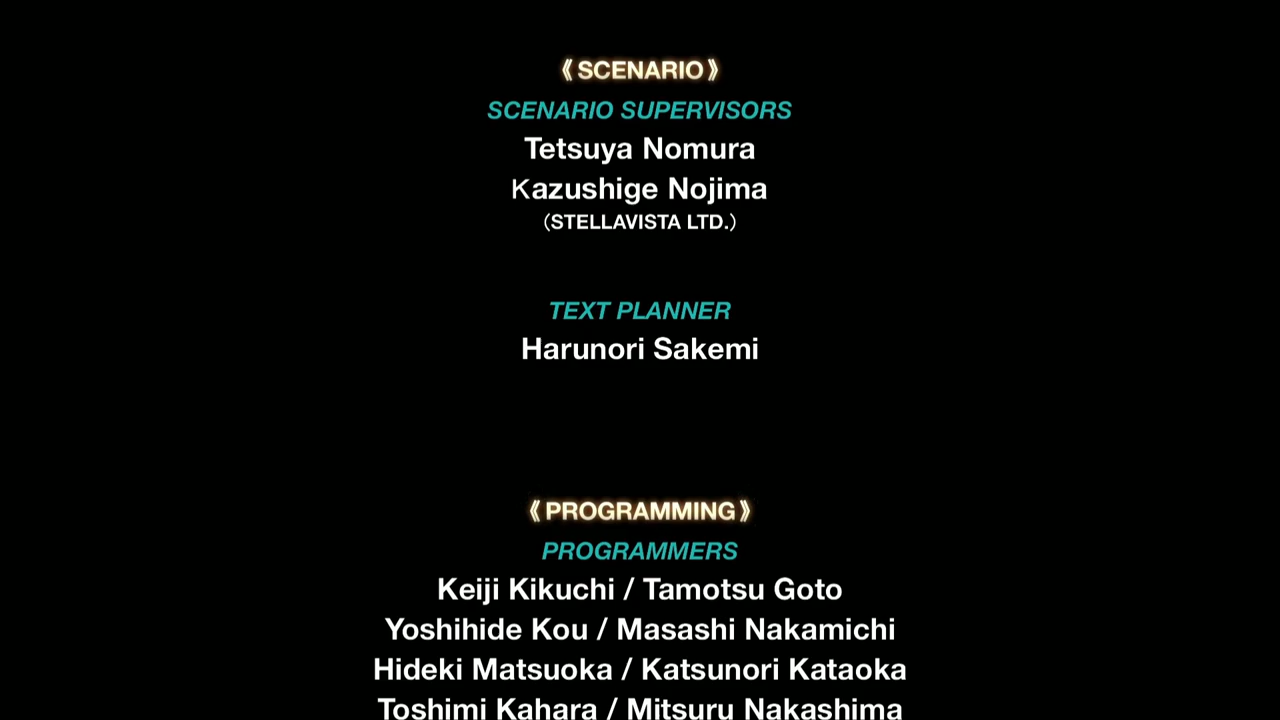 《SCENARIO》
SCENARIO SUPERVISORS
Tetsuya Nomura
Kazushige Nojima
(STELLAVISTA LTD.)
TEXT PLANNER
Harunori Sakemi
《PROGRAMMING》
PROGRAMMERS
Keiji Kikuchi / Tamotsu Goto
Yoshihide Kou / Masashi Nakamichi
Hideki Matsuoka / Katsunori Kataoka
Toshimi Kahara / Mitsuru Nakashima